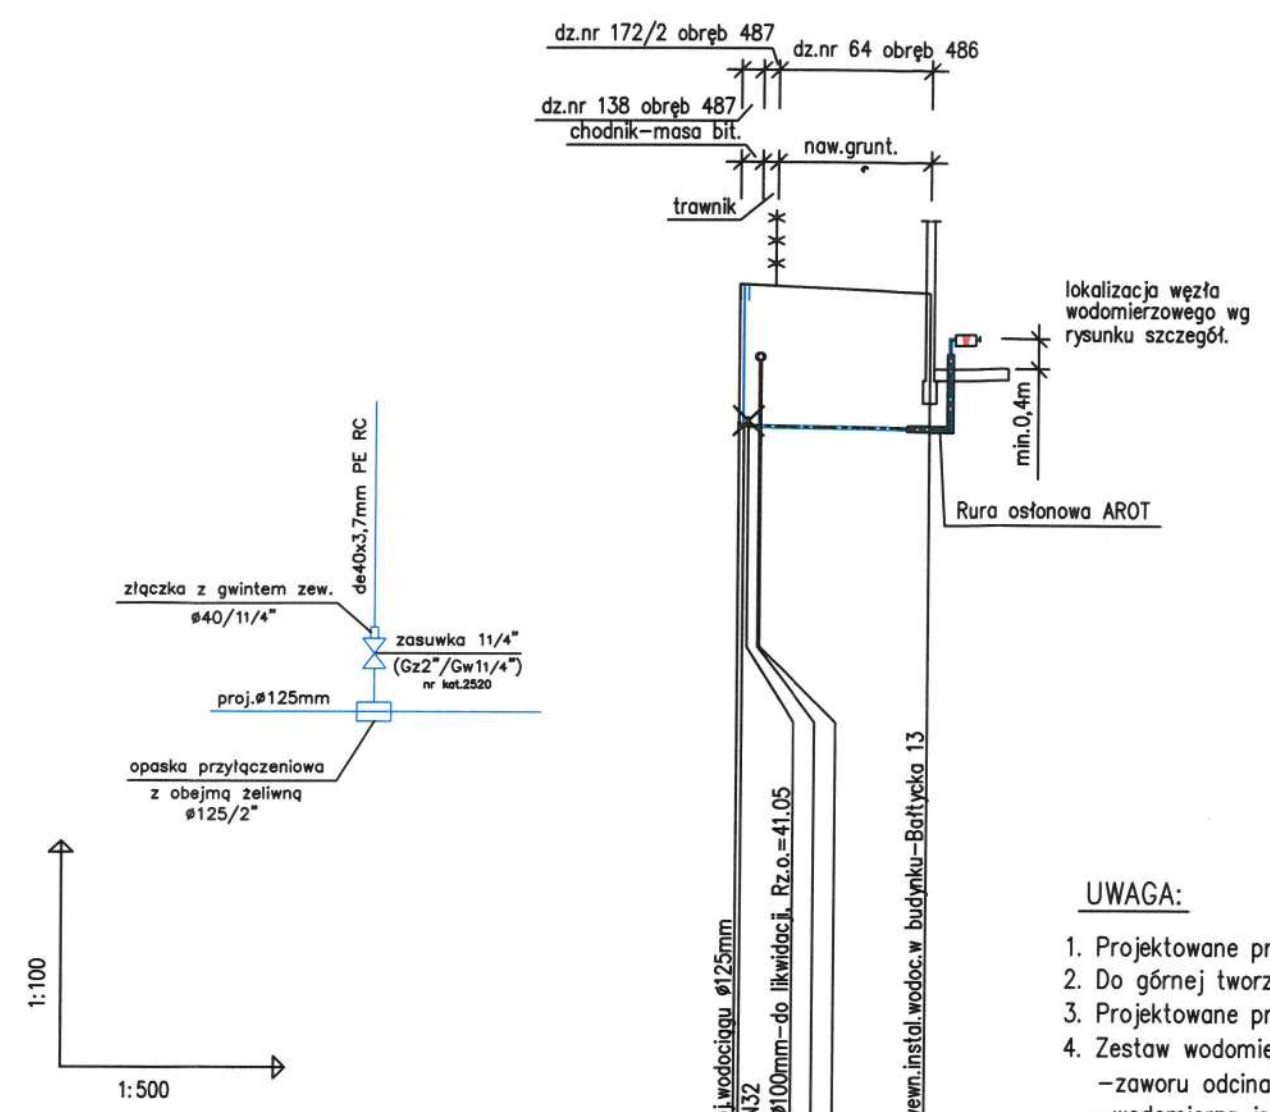 dz.nr 172/2 obręb 487
dz.nr 64 obręb 486
dz.nr 138 obręb 487
chodnik-masa bit.
naw.grunt.
trawnik
lokalizacja węzła
wodomierzowego wg
rysunku szczegół.
min.0,4m
Rura osłonowa AROT
de40x3,7mm PE RC
złączka z gwintem zew.
ø40/11/4"
zasuwka 11/4"
(Gz2"/Gw11/4")
nr kat.2520
proj.ø125mm
opaska przyłączeniowa
z obejmą żeliwną
ø125/2"
1:100
1:500
j.wodociągu ø125mm
N32
ø100mm-do likwidacji, Rz.o.=41.05
wewn.instal.wodoc.w budynku-Bałtycka 13
UWAGA:
1. Projektowane pr
2. Do górnej tworz
3. Projektowane pr
4. Zestaw wodomie
-zaworu odcina